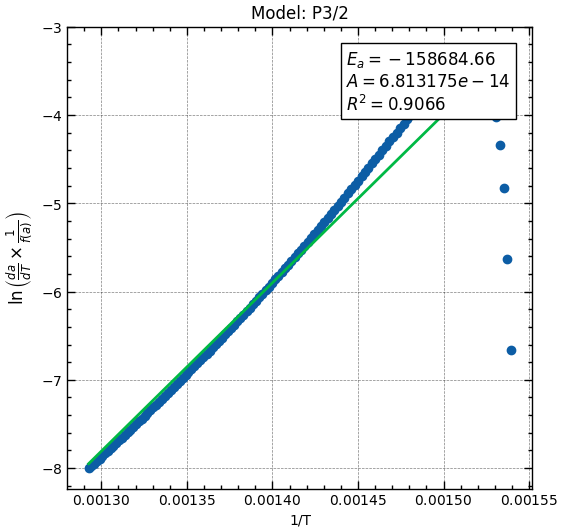 Model: P3/2
−3
E_a = −158684.66
A = 6.813175e − 14
R^2 = 0.9066
−4
−5
−6
−7
−8
ln (da/dT × 1/f(a))
0.00130 0.00135 0.00140 0.00145 0.00150 0.00155
1/T